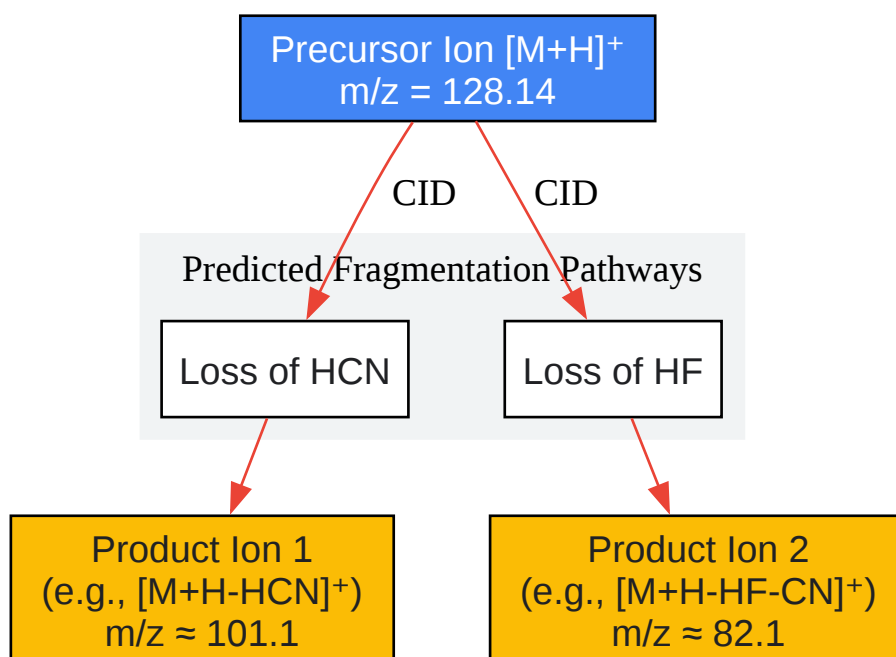 Precursor Ion [M+H]⁺
m/z = 128.14
CID
CID
Predicted Fragmentation Pathways
Loss of HCN
Loss of HF
Product Ion 1
(e.g., [M+H-HCN]⁺)
m/z ≈ 101.1
Product Ion 2
(e.g., [M+H-HF-CN]⁺)
m/z ≈ 82.1